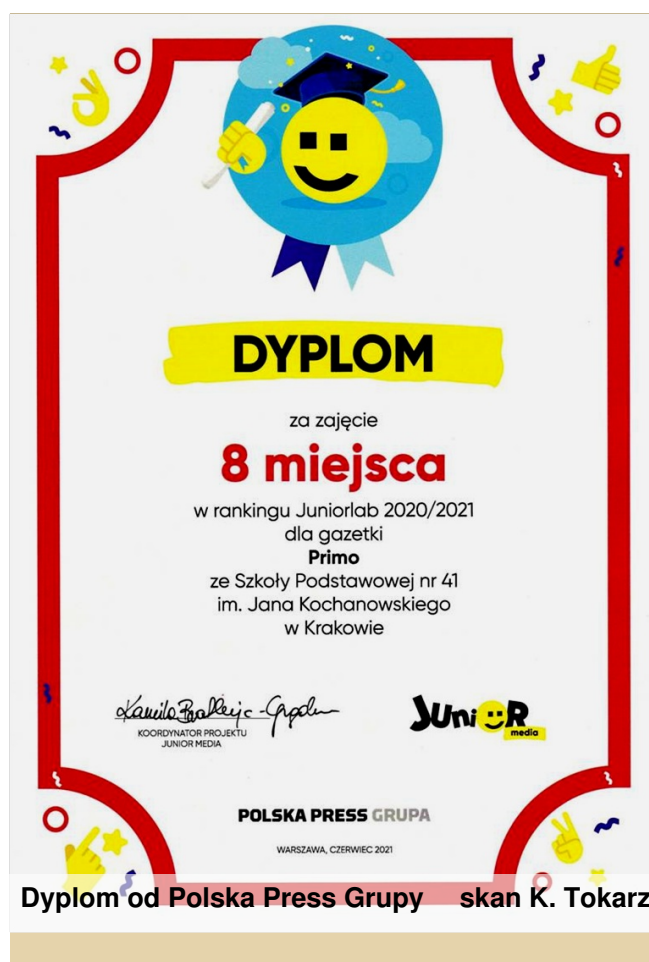 DYPLOM
za zajęcie
8 miejsca
w rankingu Juniorlab 2020/2021
dla gazetki
Primo
ze Szkoły Podstawowej nr 41
im. Jana Kochanowskiego
w Krakowie
KOORDYNATOR PROJEKTU
JUNIOR MEDIA
JUNIOR
media
POLSKA PRESS GRUPA
WARSZAWA, CZERWIEC 2021
Dyplom od Polska Press Grupy skan K. Tokarz